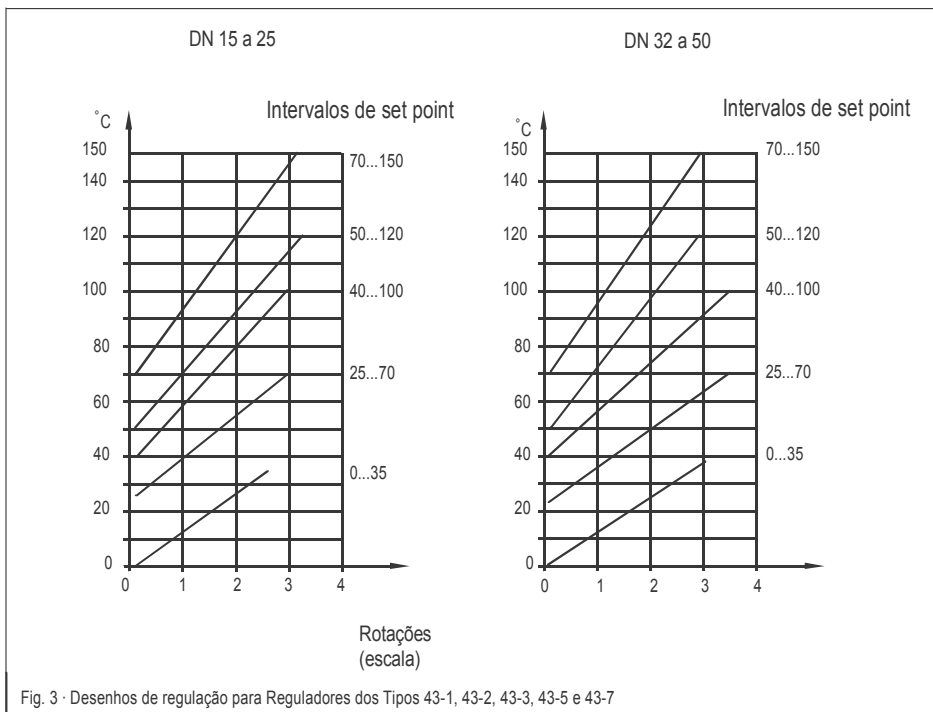 DN 15 a 25
Intervalos de set point
°C
150
140
120
100
80
60
40
20
0
0 1 2 3 4
70...150
50...120
40...100
25...70
0...35
DN 32 a 50
Intervalos de set point
°C
150
140
120
100
80
60
40
20
0
0 1 2 3 4
70...150
50...120
40...100
25...70
0...35
Rotações
(escala)
Fig. 3 · Desenhos de regulação para Reguladores dos Tipos 43-1, 43-2, 43-3, 43-5 e 43-7